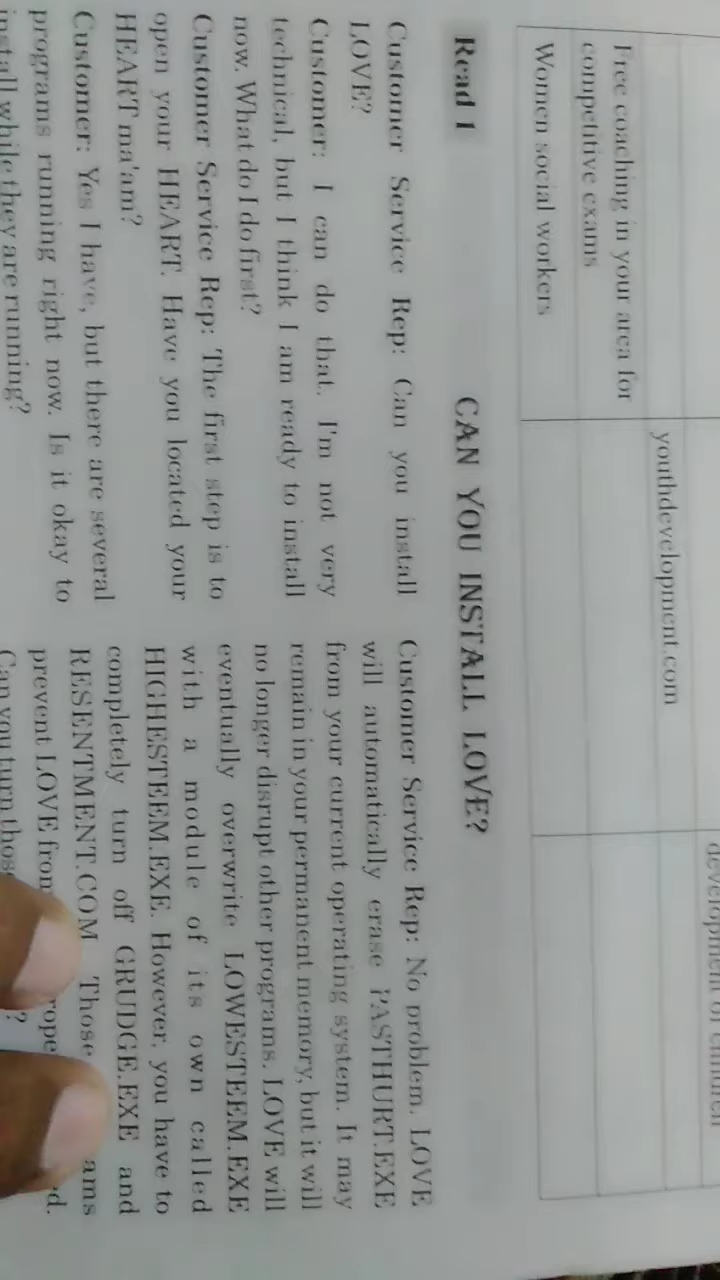 development of children
youthdevelopment.com
Free coaching in your area for
competitive exams
Women social workers
Read 1
CAN YOU INSTALL LOVE?
Customer Service Rep: Can you install
LOVE?
Customer: I can do that. I'm not very
technical, but I think I am ready to install
now. What do I do first?
Customer Service Rep: The first step is to
open your HEART. Have you located your
HEART ma'am?
Customer: Yes I have, but there are several
programs running right now. Is it okay to
install while they are running?
Customer Service Rep: No problem. LOVE
will automatically erase PASTHURT.EXE
from your current operating system. It may
remain in your permanent memory, but it will
no longer disrupt other programs. LOVE will
eventually overwrite LOWESTEEM.EXE
with a module of its own called
HIGHESTEEM.EXE. However, you have to
completely turn off GRUDGE.EXE and
RESENTMENT.COM Those
prevent LOVE
Can you turn